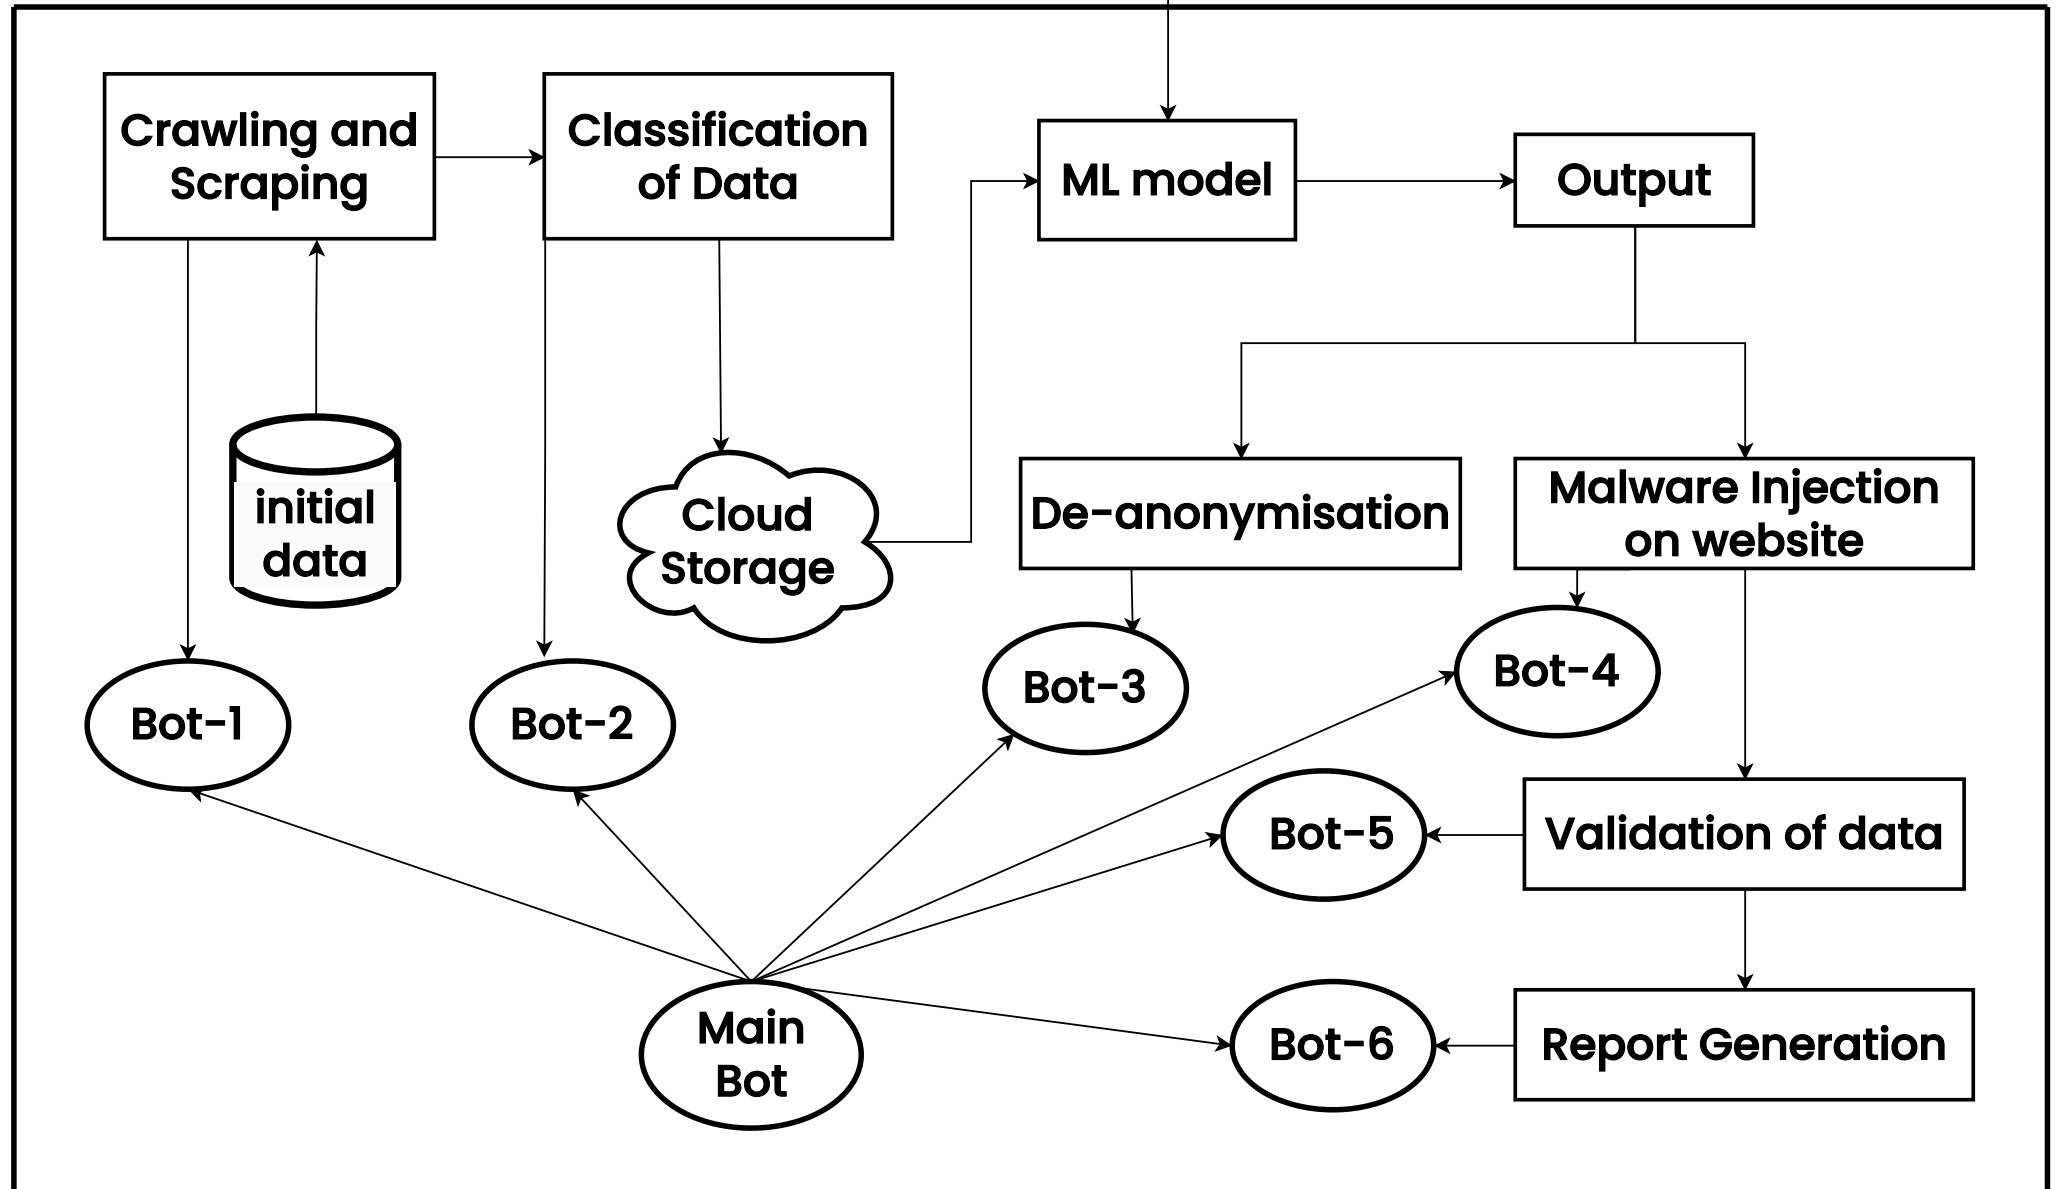 Crawling and
Scraping
Classification
of Data
ML model
Output
initial
data
Cloud
Storage
De-anonymisation
Malware Injection
on website
Bot-1
Bot-2
Bot-3
Bot-4
Bot-5
Validation of data
Main
Bot
Bot-6
Report Generation